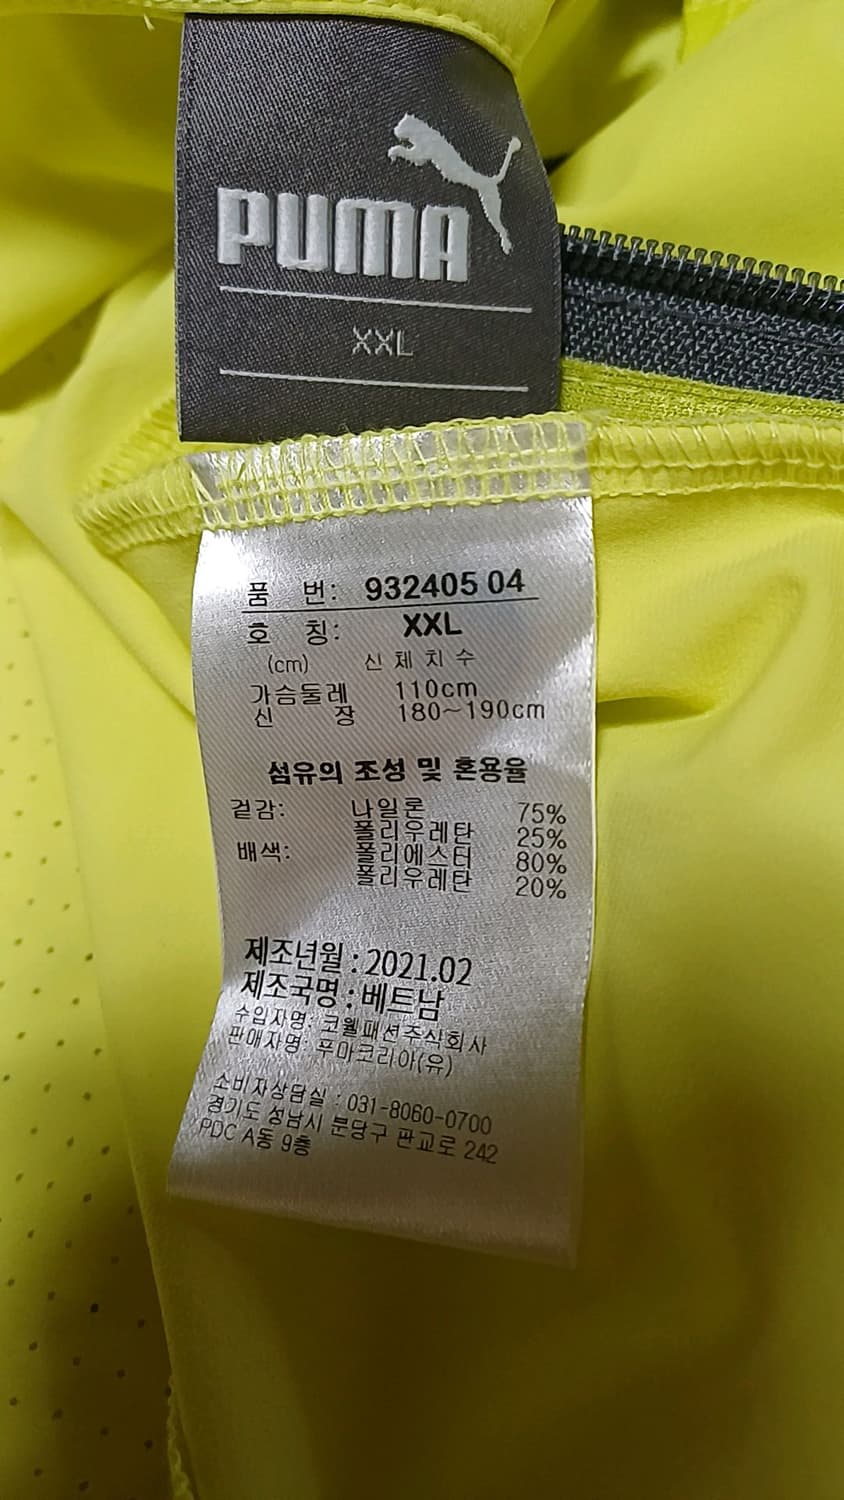 PUMA
XXL
품 번: 932405 04
호 칭: XXL
(cm) 신 체 치 수
가슴둘레 110cm
신 장 180~190cm
섬유의 조성 및 혼용율
겉감: 나일론 75%
폴리우레탄 25%
배색: 폴리에스터 80%
폴리우레탄 20%
제조년월 : 2021.02
제조국명 : 베트남
수입자명: 코웰패션주식회사
판매자명: 푸마코리아(유)
소비자상담실 : 031-8060-0700
경기도 성남시 분당구 판교로 242
PDC A동 9층